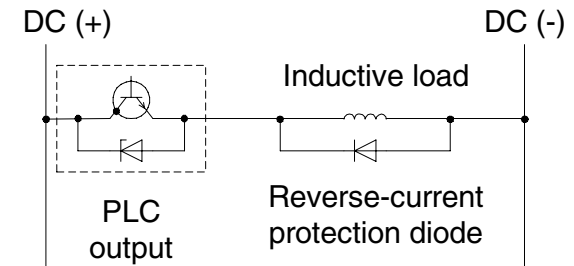 DC (+)
DC (-)
Inductive load
PLC
output
Reverse-current
protection diode